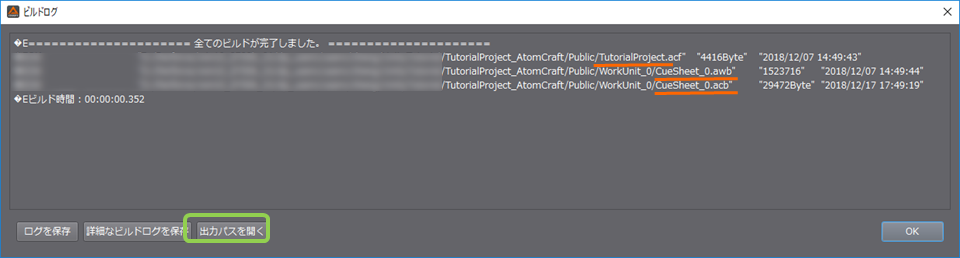 ビルドログ
�E====================== 全てのビルドが完了しました。 ======================
/TutorialProject_AtomCraft/Public/TutorialProject.acf" "4416Byte" "2018/12/07 14:49:43"
/TutorialProject_AtomCraft/Public/WorkUnit_0/CueSheet_0.awb" "1523716" "2018/12/07 14:49:44"
/TutorialProject_AtomCraft/Public/WorkUnit_0/CueSheet_0.acb" "29472Byte" "2018/12/17 17:49:19"
�Eビルド時間：00:00:00.352
ログを保存 詳細なビルドログを保存 出力パスを開く OK